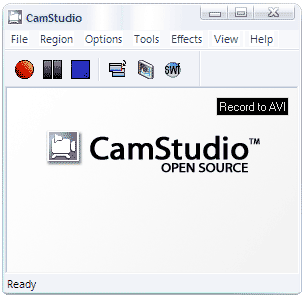 CamStudio
File Region Options Tools Effects View Help
SWF
Record to AVI
CamStudio™
OPEN SOURCE
Ready